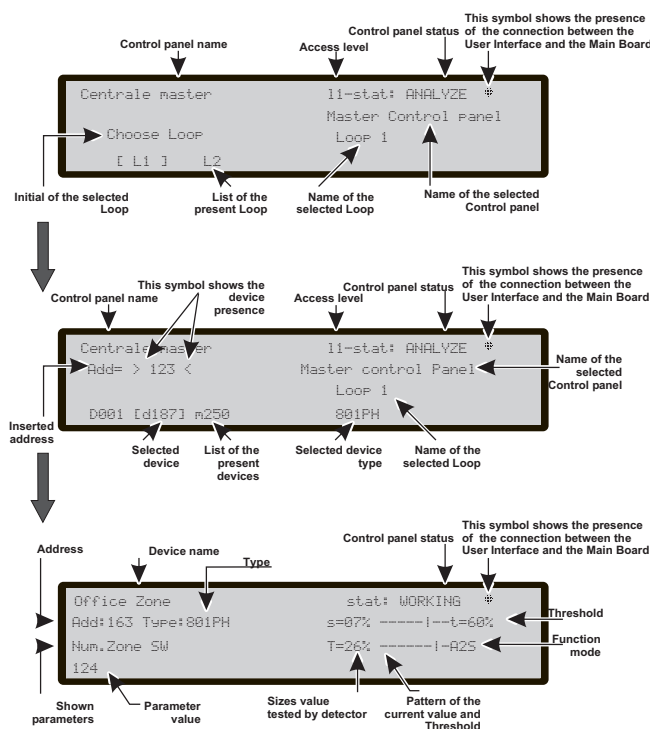 This symbol shows the presence
of the connection between the
User Interface and the Main Board
Control panel name
Access level
Control panel status
Centrale master l1-stat: ANALYZE
Master Control panel
Choose Loop
Loop 1
[ L1 ] L2
Initial of the selected
Loop
List of the
present Loop
Name of the
selected Loop
Name of the selected
Control panel
This symbol shows the presence
of the connection between the
User Interface and the Main Board
This symbol shows the
device
presence
Control panel name
Access level
Control panel status
Centrale master l1-stat: ANALYZE
Add= > 123 < Master control Panel
Loop 1
D001 [d187] m250 801PH
Name of the
selected
Control panel
Inserted
address
Selected
device
List of the
present
devices
Selected device
type
Name of the
selected Loop
This symbol shows the presence
of the connection between the
User Interface and the Main Board
Address
Device name
Type
Control panel status
Office Zone stat: WORKING
Add:163 Type:801PH s=07% -----!--t=60%
Num.Zone SW T=26% ------!-A2S
124
Threshold
Function
mode
Shown
parameters
Parameter
value
Sizes value
tested by detector
Pattern of the
current value and
Threshold